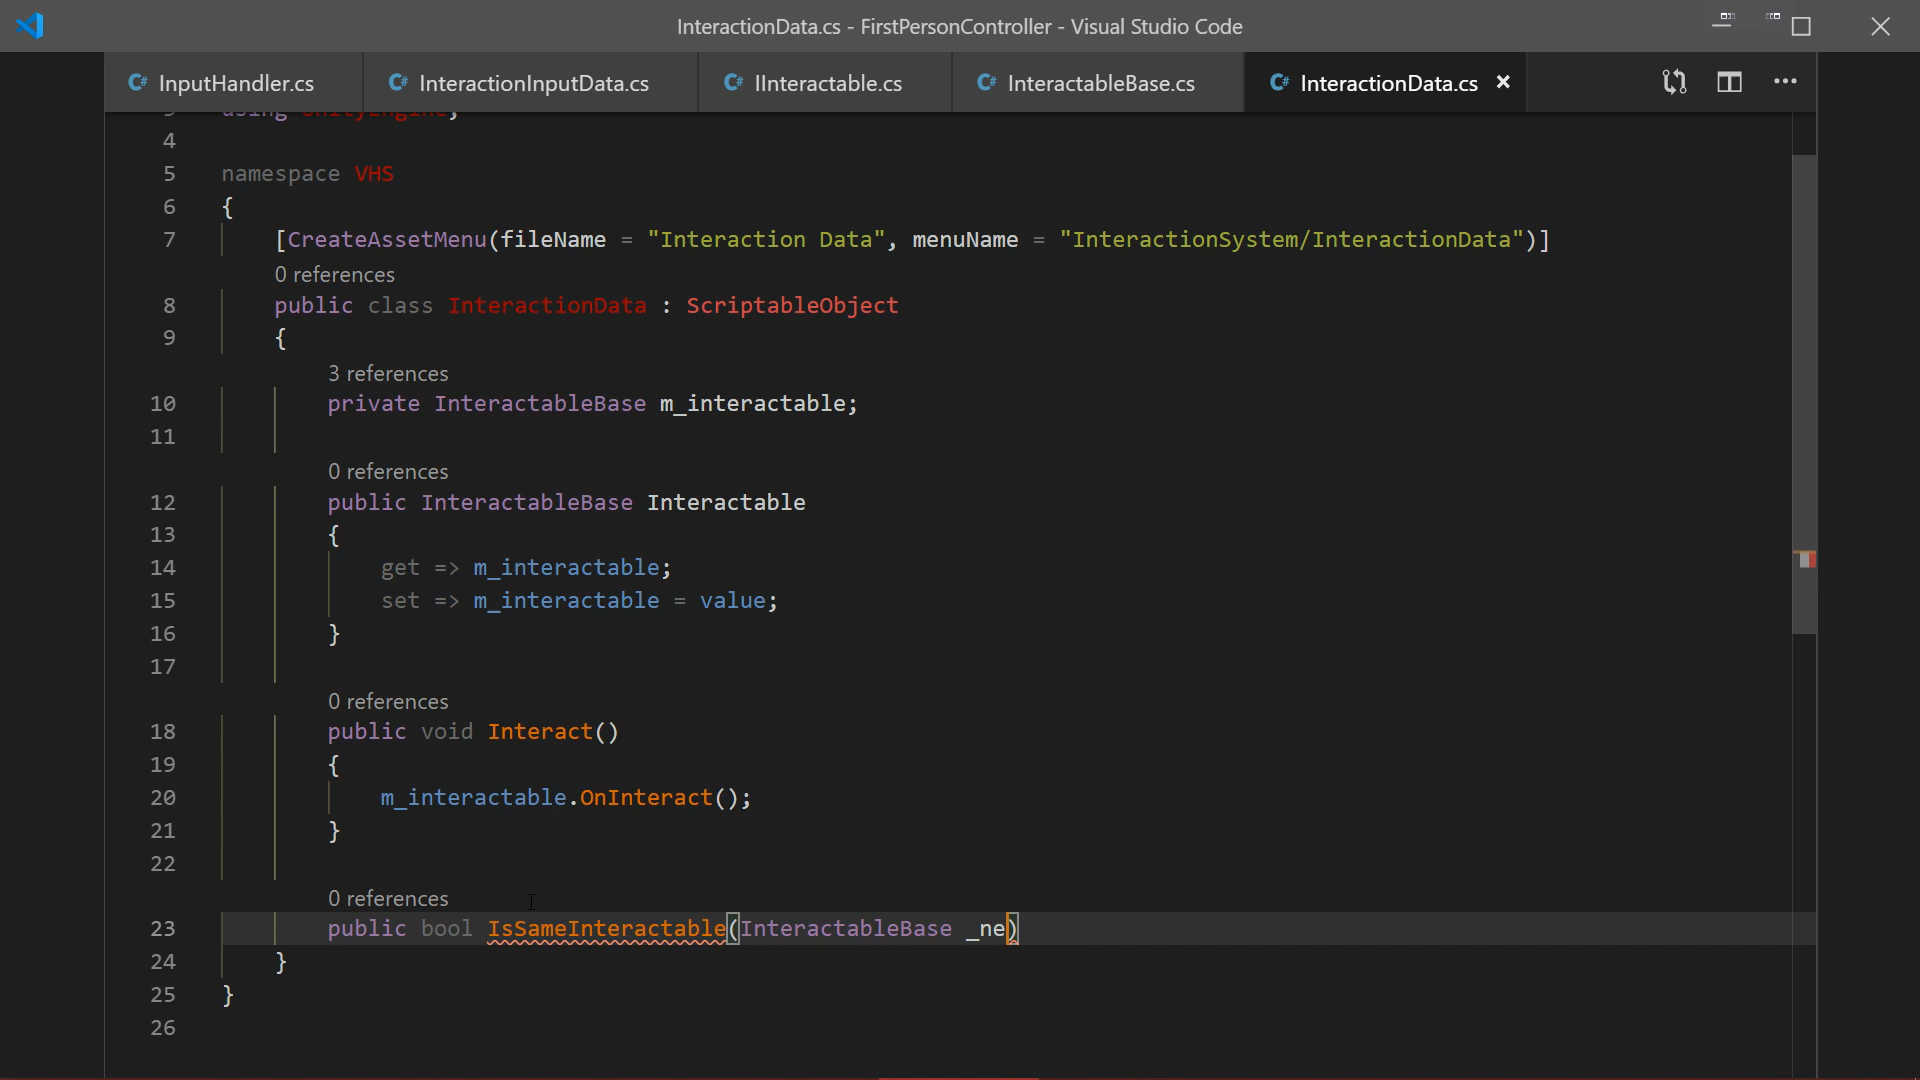 InteractionData.cs - FirstPersonController - Visual Studio Code
InputHandler.cs InteractionInputData.cs IInteractable.cs InteractableBase.cs InteractionData.cs
3 using UnityEngine;
4
5 namespace VHS
6 {
7 [CreateAssetMenu(fileName = "Interaction Data", menuName = "InteractionSystem/InteractionData")]
0 references
8 public class InteractionData : ScriptableObject
9 {
3 references
10 private InteractableBase m_interactable;
11
0 references
12 public InteractableBase Interactable
13 {
14 get => m_interactable;
15 set => m_interactable = value;
16 }
17
0 references
18 public void Interact()
19 {
20 m_interactable.OnInteract();
21 }
22
0 references
23 public bool IsSameInteractable(InteractableBase _ne)
24 }
25 }
26